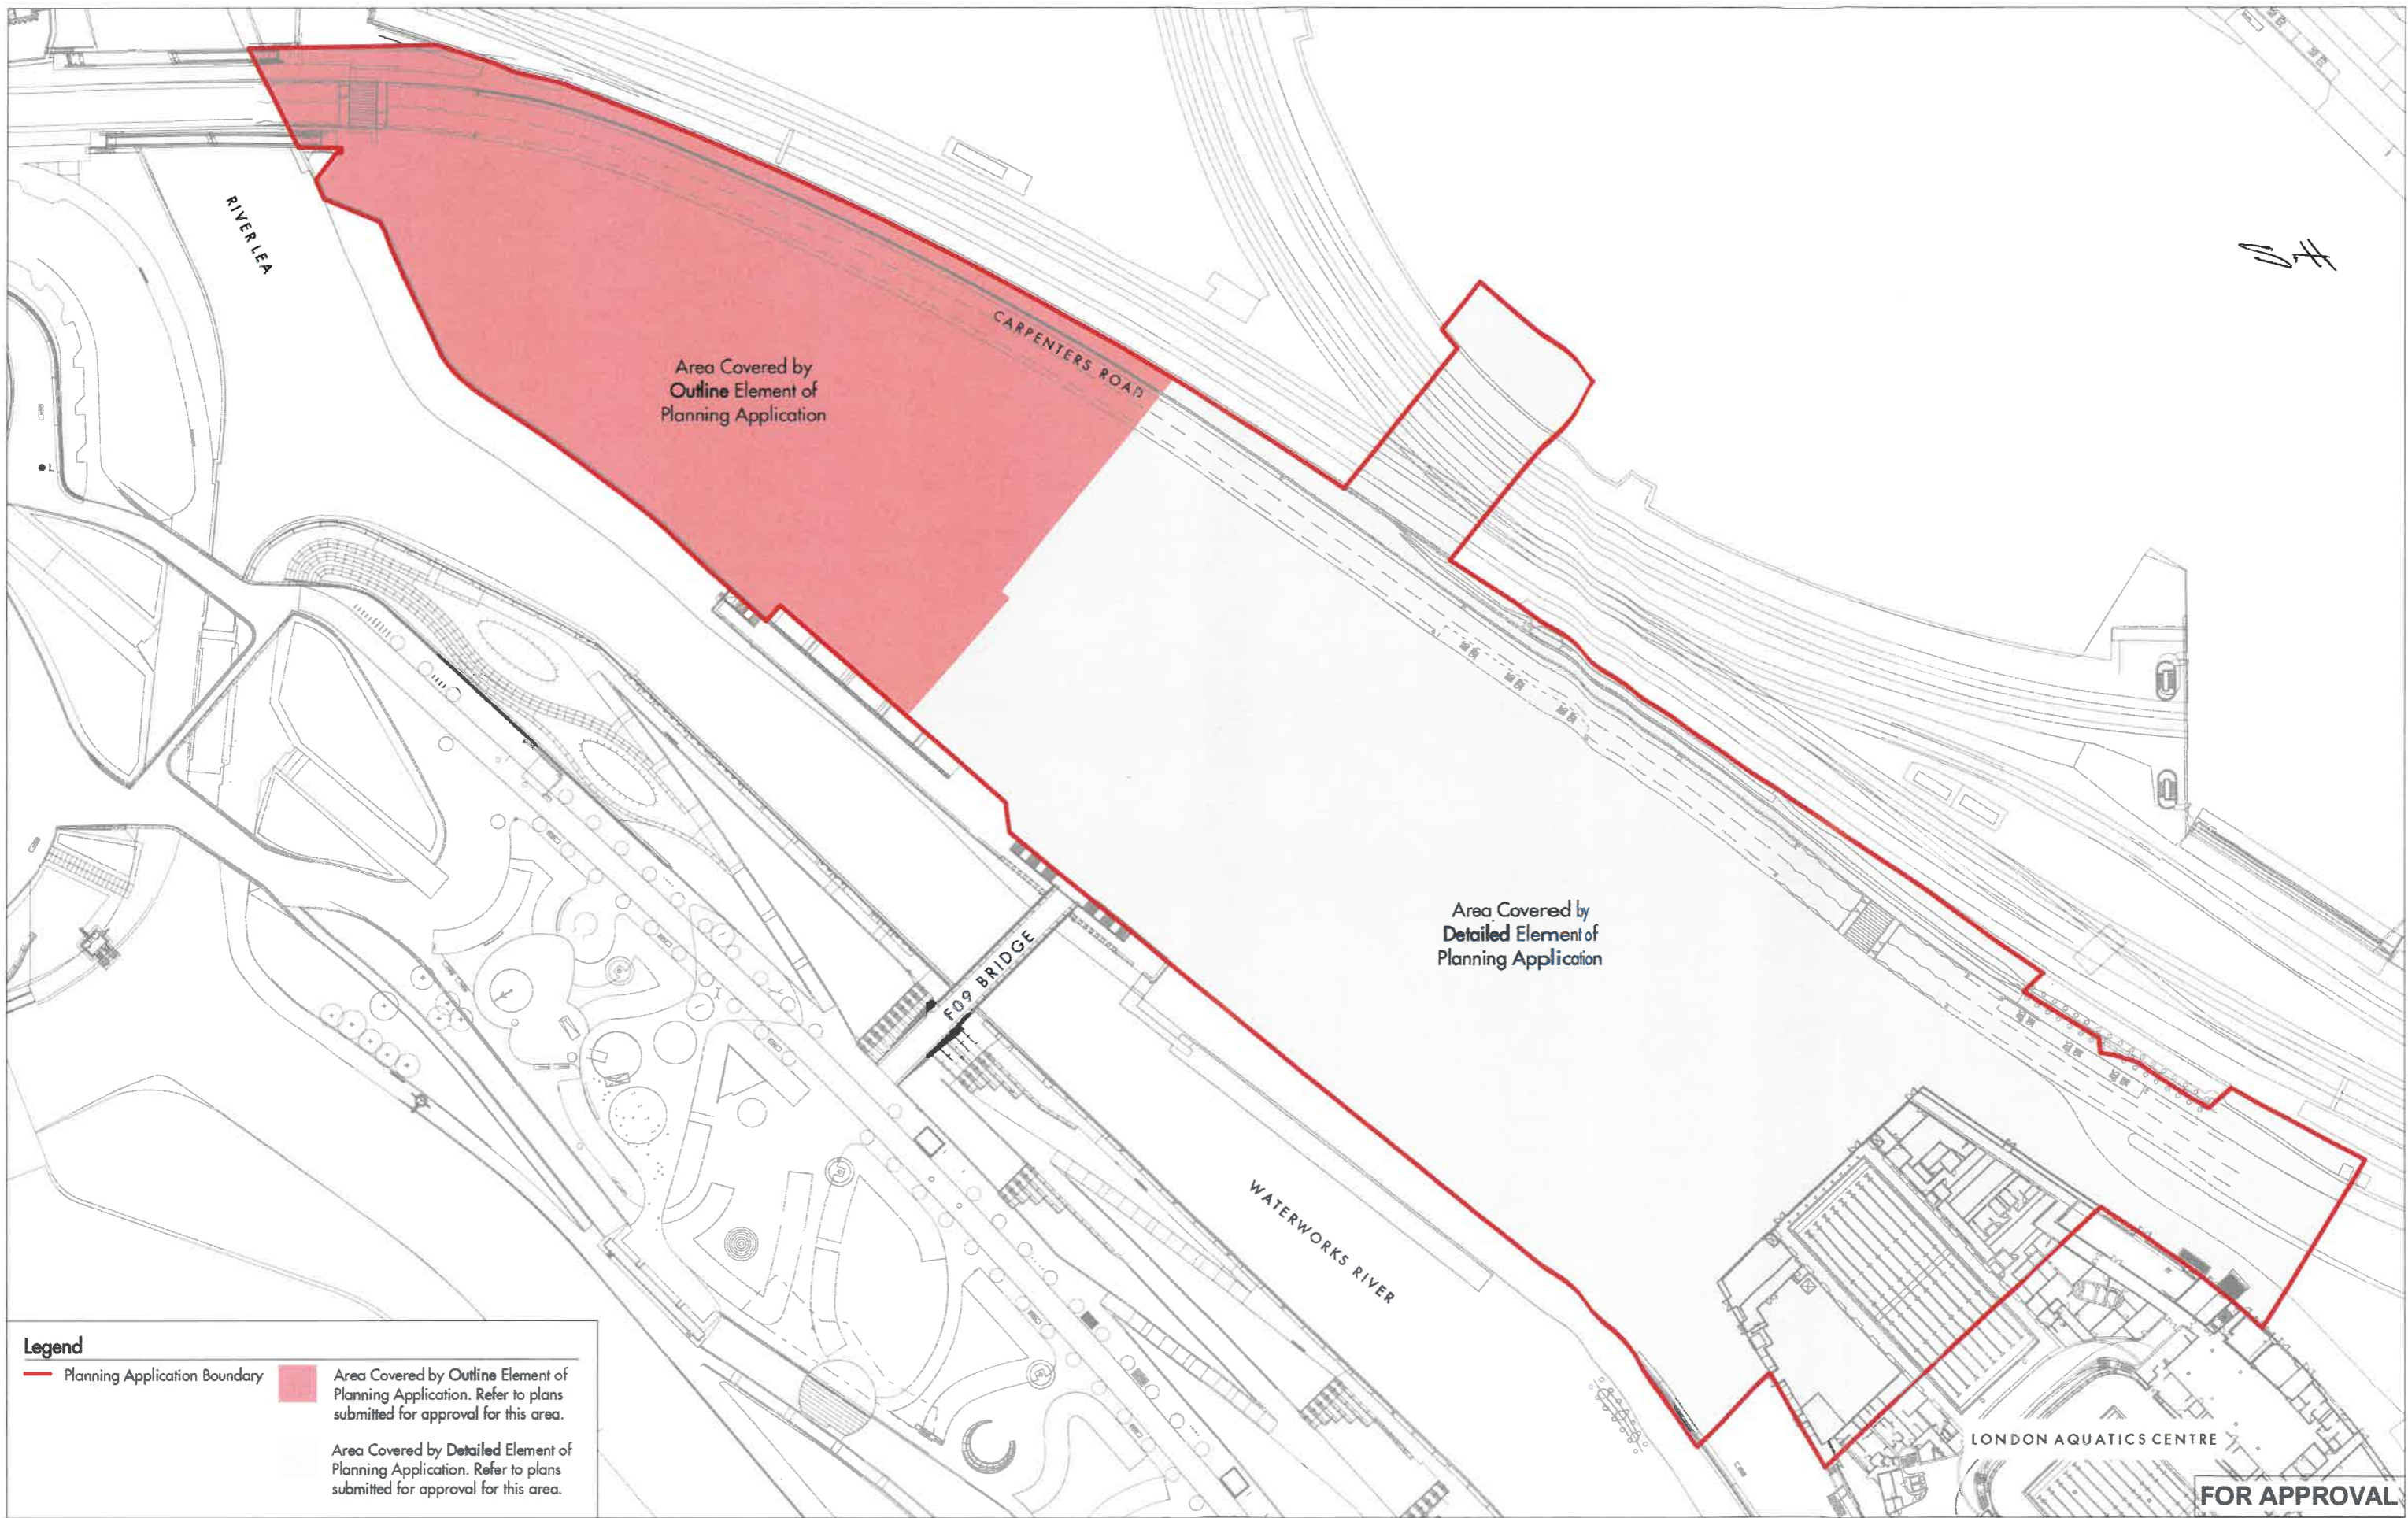 RIVER LEA
CARPENTERS ROAD
Area Covered by
Outline Element of
Planning Application
Area Covered by
Detailed Element of
Planning Application
F09 BRIDGE
WATERWORKS RIVER
LONDON AQUATICS CENTRE
Legend
Planning Application Boundary
Area Covered by Outline Element of
Planning Application. Refer to plans
submitted for approval for this area.
Area Covered by Detailed Element of
Planning Application. Refer to plans
submitted for approval for this area.
FOR APPROVAL